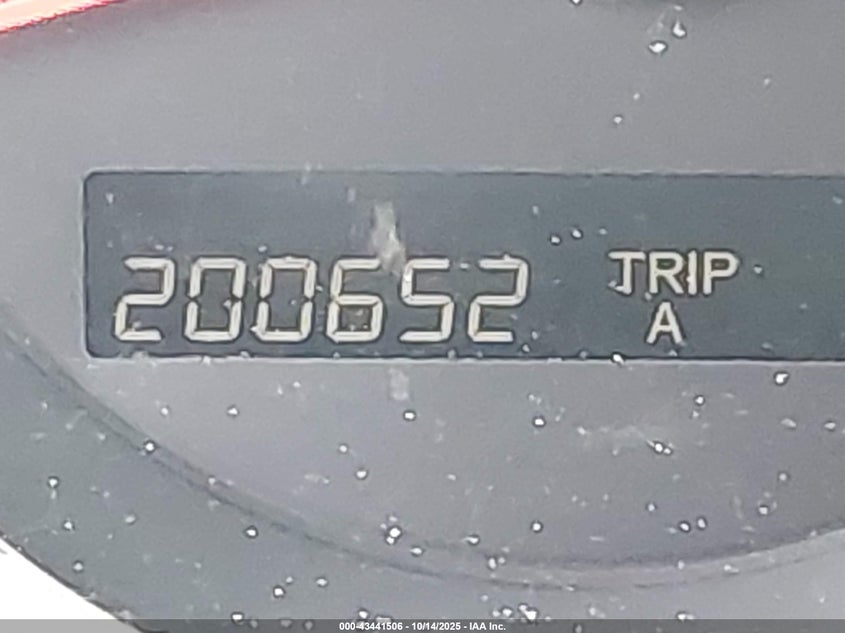 200652 TRIP
A
000-43441506 - 10/14/2025 - IAA Inc.